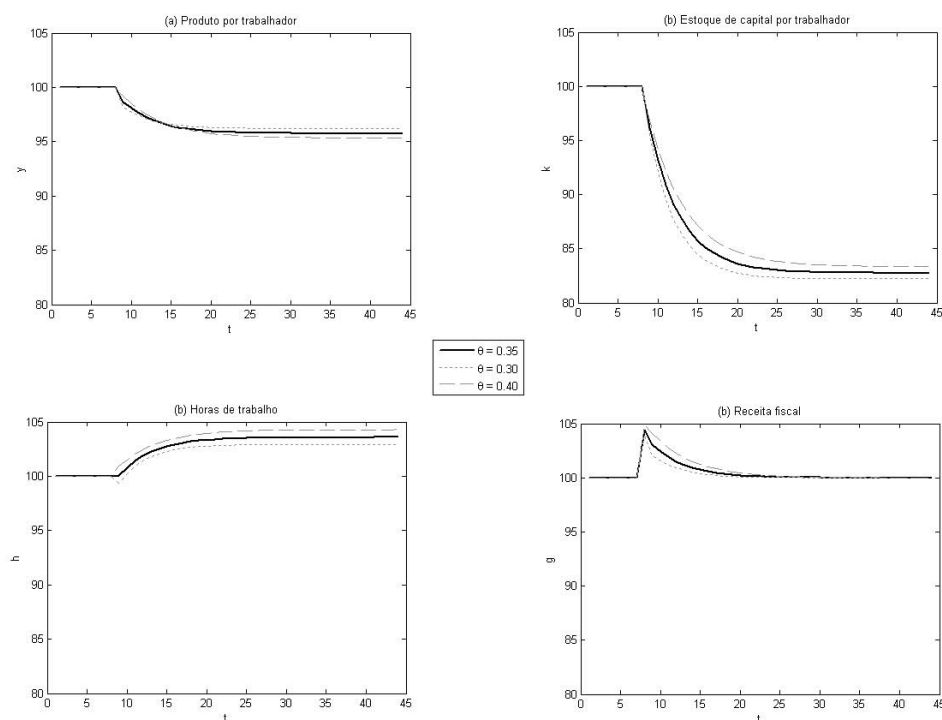 (a) Produto por trabalhador
105
100
95
90
85
80
y
0 5 10 15 20 25 30 35 40 45
t
(b) Estoque de capital por trabalhador
105
100
95
90
85
80
k
0 5 10 15 20 25 30 35 40 45
t
θ = 0.35
θ = 0.30
θ = 0.40
(b) Horas de trabalho
105
100
95
90
85
80
h
0 5 10 15 20 25 30 35 40 45
t
(b) Receita fiscal
105
100
95
90
85
80
g
0 5 10 15 20 25 30 35 40 45
t